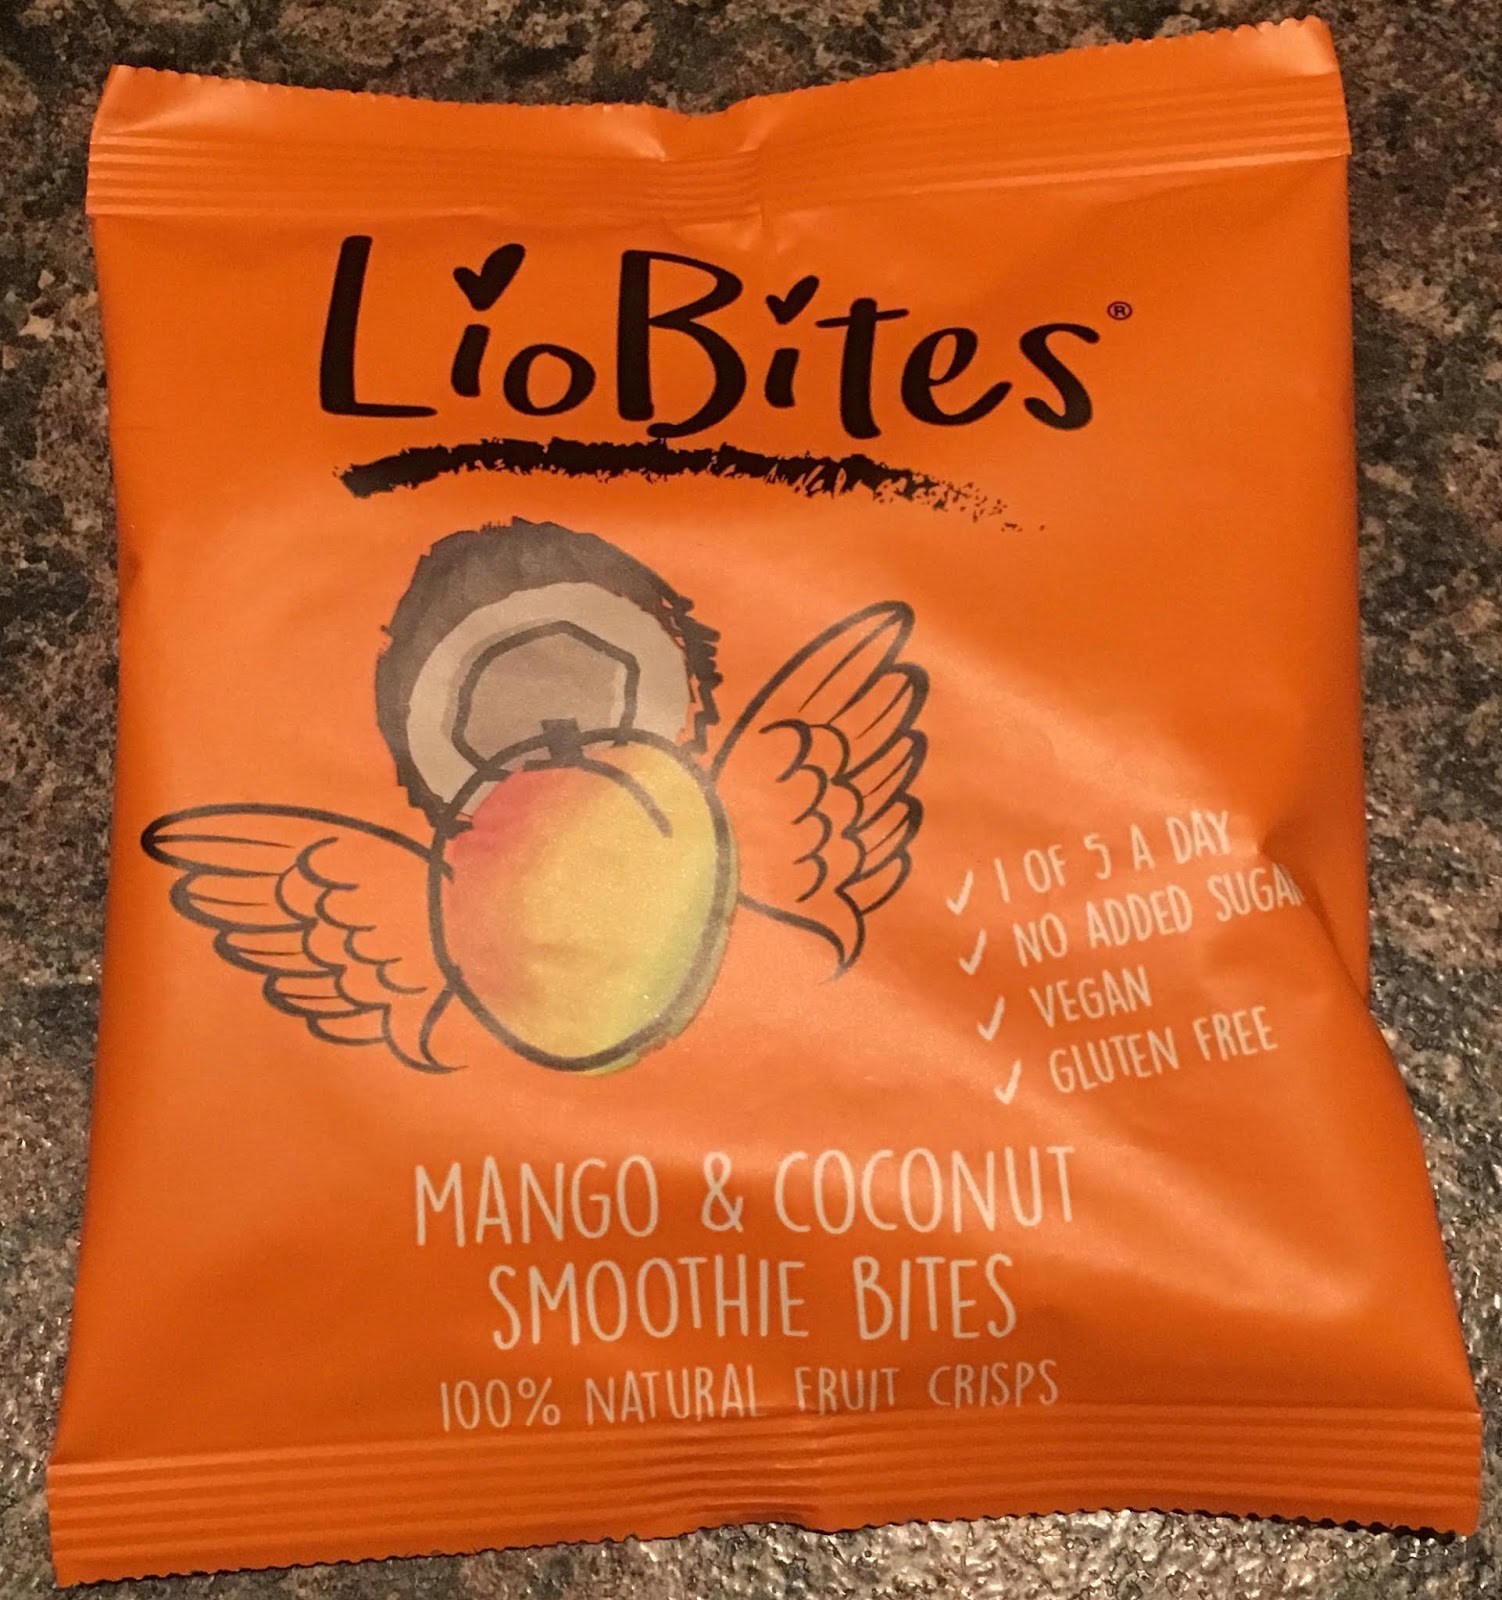 LioBites®
✓ 1 OF 5 A DAY
✓ NO ADDED SUGAR
✓ VEGAN
✓ GLUTEN FREE
MANGO & COCONUT
SMOOTHIE BITES
100% NATURAL FRUIT CRISPS